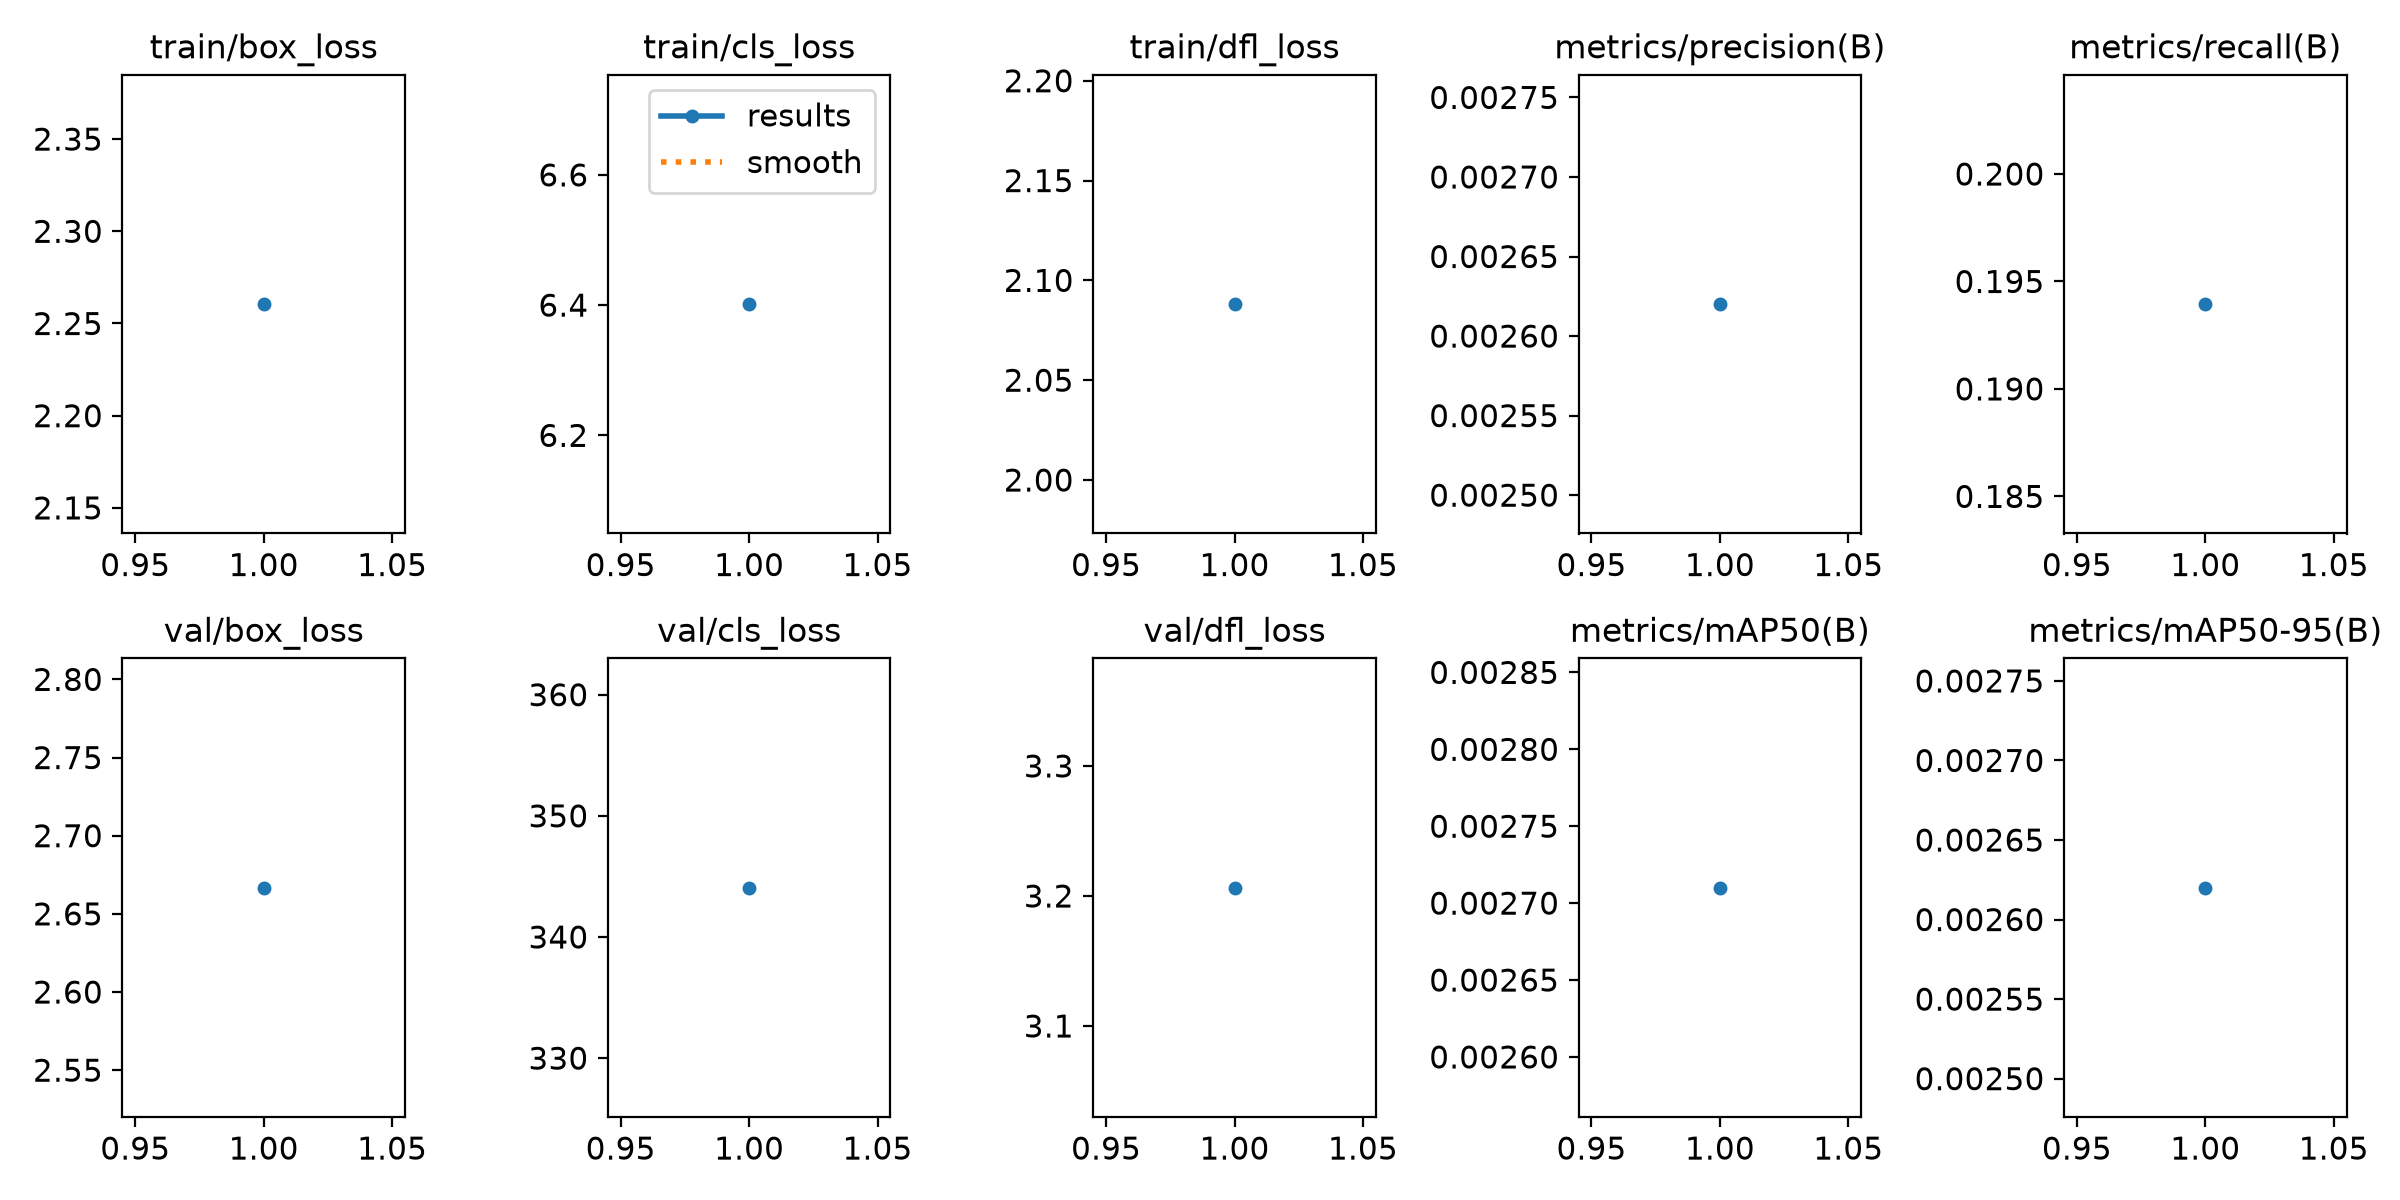 train/box_loss
2.35
2.30
2.25
2.20
2.15
0.95 1.00 1.05
train/cls_loss
results
smooth
6.6
6.4
6.2
0.95 1.00 1.05
train/dfl_loss
2.20
2.15
2.10
2.05
2.00
0.95 1.00 1.05
metrics/precision(B)
0.00275
0.00270
0.00265
0.00260
0.00255
0.00250
0.95 1.00 1.05
metrics/recall(B)
0.200
0.195
0.190
0.185
0.95 1.00 1.05
val/box_loss
2.80
2.75
2.70
2.65
2.60
2.55
0.95 1.00 1.05
val/cls_loss
360
350
340
330
0.95 1.00 1.05
val/dfl_loss
3.3
3.2
3.1
0.95 1.00 1.05
metrics/mAP50(B)
0.00285
0.00280
0.00275
0.00270
0.00265
0.00260
0.95 1.00 1.05
metrics/mAP50-95(B)
0.00275
0.00270
0.00265
0.00260
0.00255
0.00250
0.95 1.00 1.05